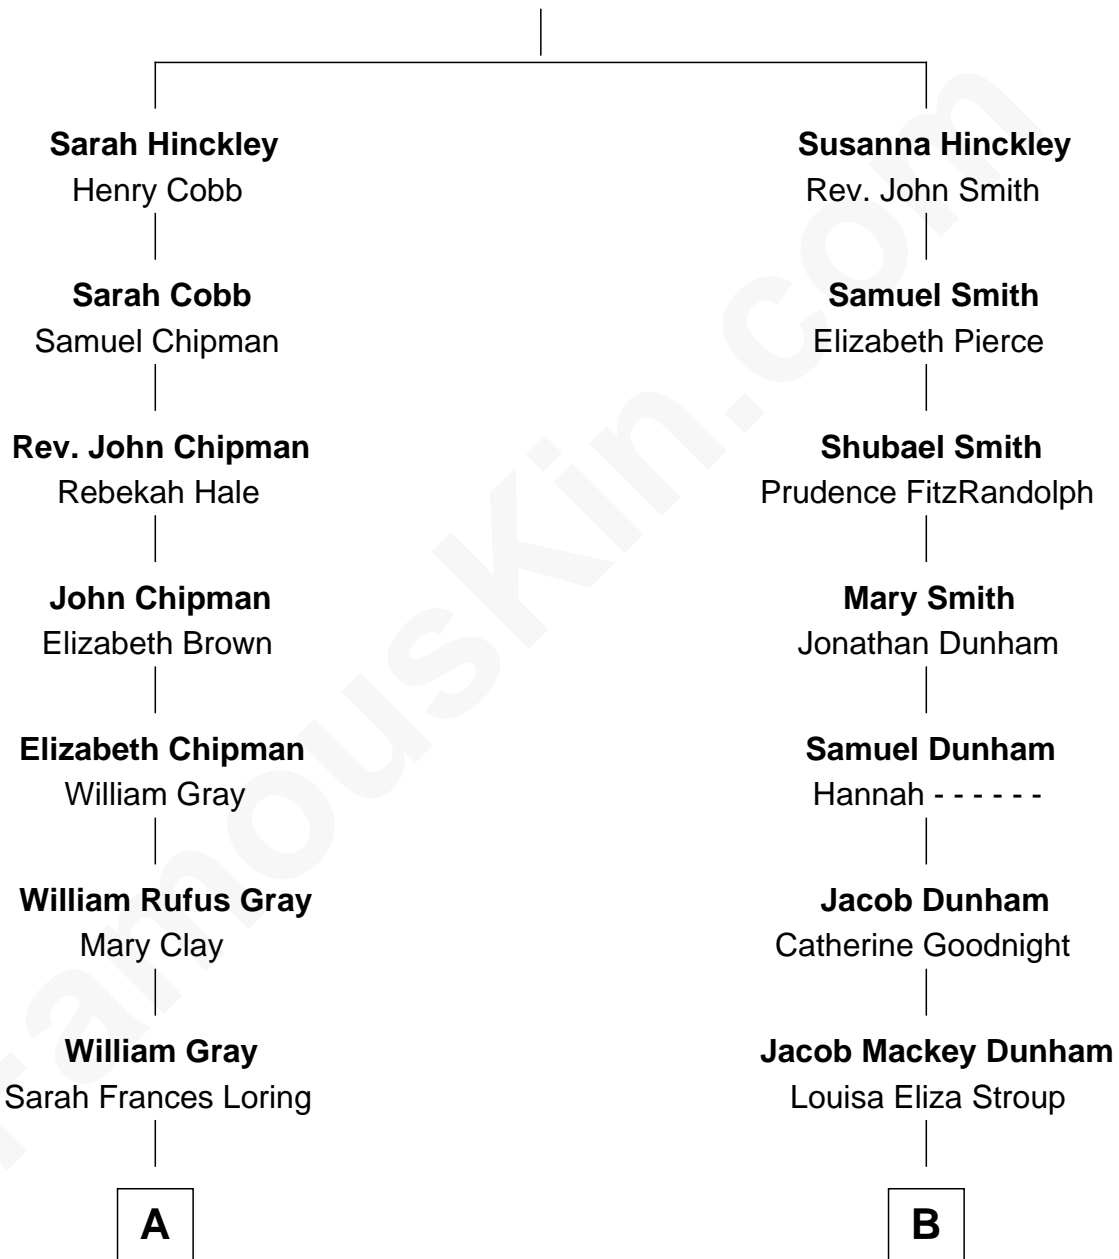 Sarah Hinckley
Henry Cobb
Sarah Cobb
Samuel Chipman
Rev. John Chipman
Rebekah Hale
John Chipman
Elizabeth Brown
Elizabeth Chipman
William Gray
William Rufus Gray
Mary Clay
William Gray
Sarah Frances Loring
A
Susanna Hinckley
Rev. John Smith
Samuel Smith
Elizabeth Pierce
Shubael Smith
Prudence FitzRandolph
Mary Smith
Jonathan Dunham
Samuel Dunham
Hannah - - - - - -
Jacob Dunham
Catherine Goodnight
Jacob Mackey Dunham
Louisa Eliza Stroup
B
FamousKin.com